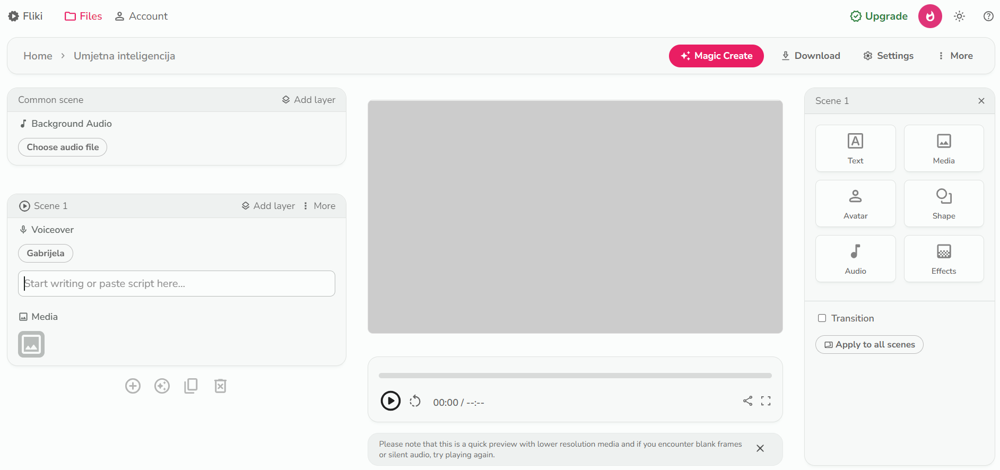 Fliki Files Account Upgrade
Home > Umjetna inteligencija Magic Create Download Settings More
Common scene Add layer
Background Audio
Choose audio file
Scene 1 Add layer More
Voiceover
Gabrijela
Start writing or paste script here...
Media
00:00 / --:--
Please note that this is a quick preview with lower resolution media and if you encounter blank frames
or silent audio, try playing again.
Scene 1
Text Media
Avatar Shape
Audio Effects
Transition
Apply to all scenes